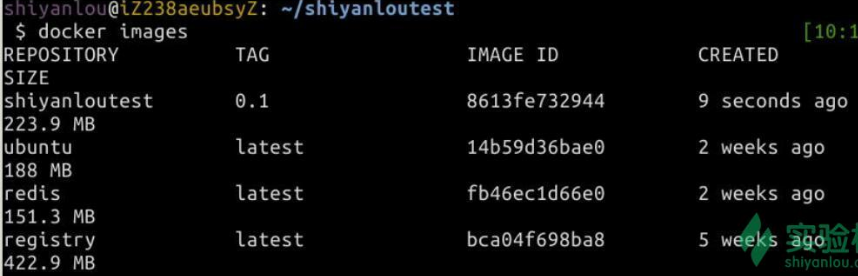 shiyanlou@iZ238aeubsyZ: ~/shiyanloutest
$ docker images [10:1
REPOSITORY TAG IMAGE ID CREATED
SIZE
shiyanloutest 0.1 8613fe732944 9 seconds ago
223.9 MB
ubuntu latest 14b59d36bae0 2 weeks ago
188 MB
redis latest fb46ec1d66e0 2 weeks ago
151.3 MB
registry latest bca04f698ba8 5 weeks ago
422.9 MB
实验
shiyanlou.